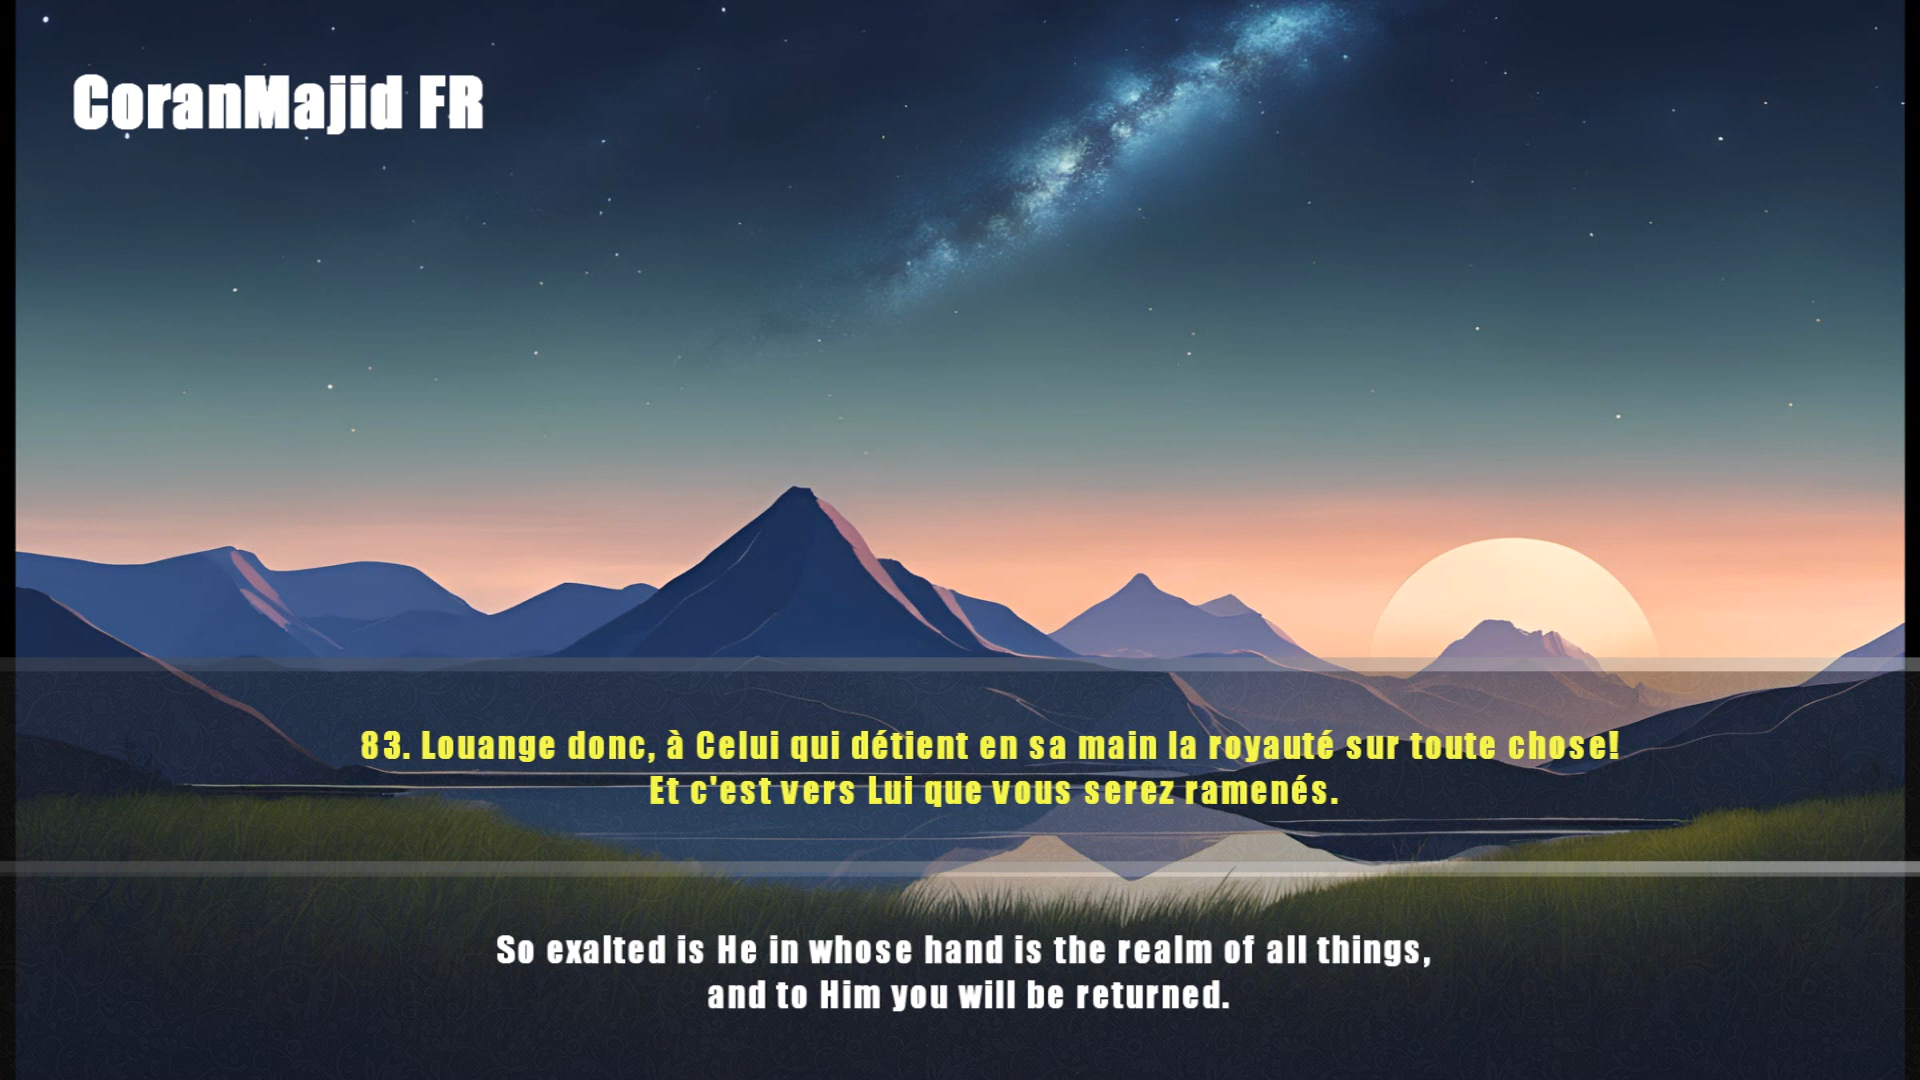 CoranMajid FR
83. Louange donc, à Celui qui détient en sa main la royauté sur toute chose!
Et c'est vers Lui que vous serez ramenés.
So exalted is He in whose hand is the realm of all things,
and to Him you will be returned.